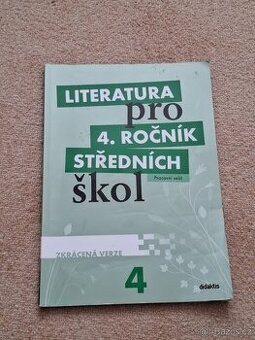 LITERATURA
pro
4. ROČNÍK
STŘEDNÍCH
Pracovní sešit
škol
ZKRÁCENÁ VERZE
4
didaktis